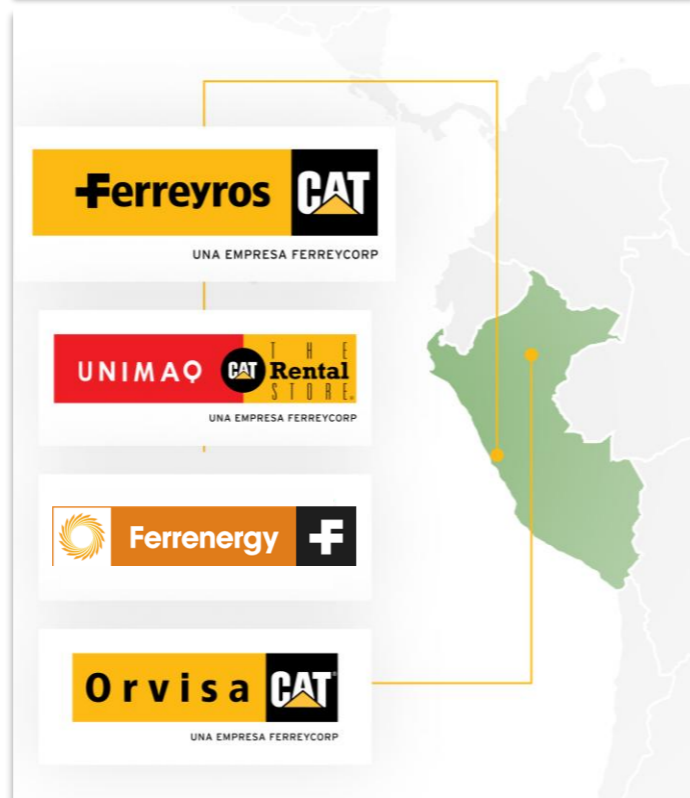 Ferreyros CAT
UNA EMPRESA FERREYCORP
UNIMAQ CAT THE Rental STORE®
UNA EMPRESA FERREYCORP
Ferrenergy
Orvisa CAT®
UNA EMPRESA FERREYCORP